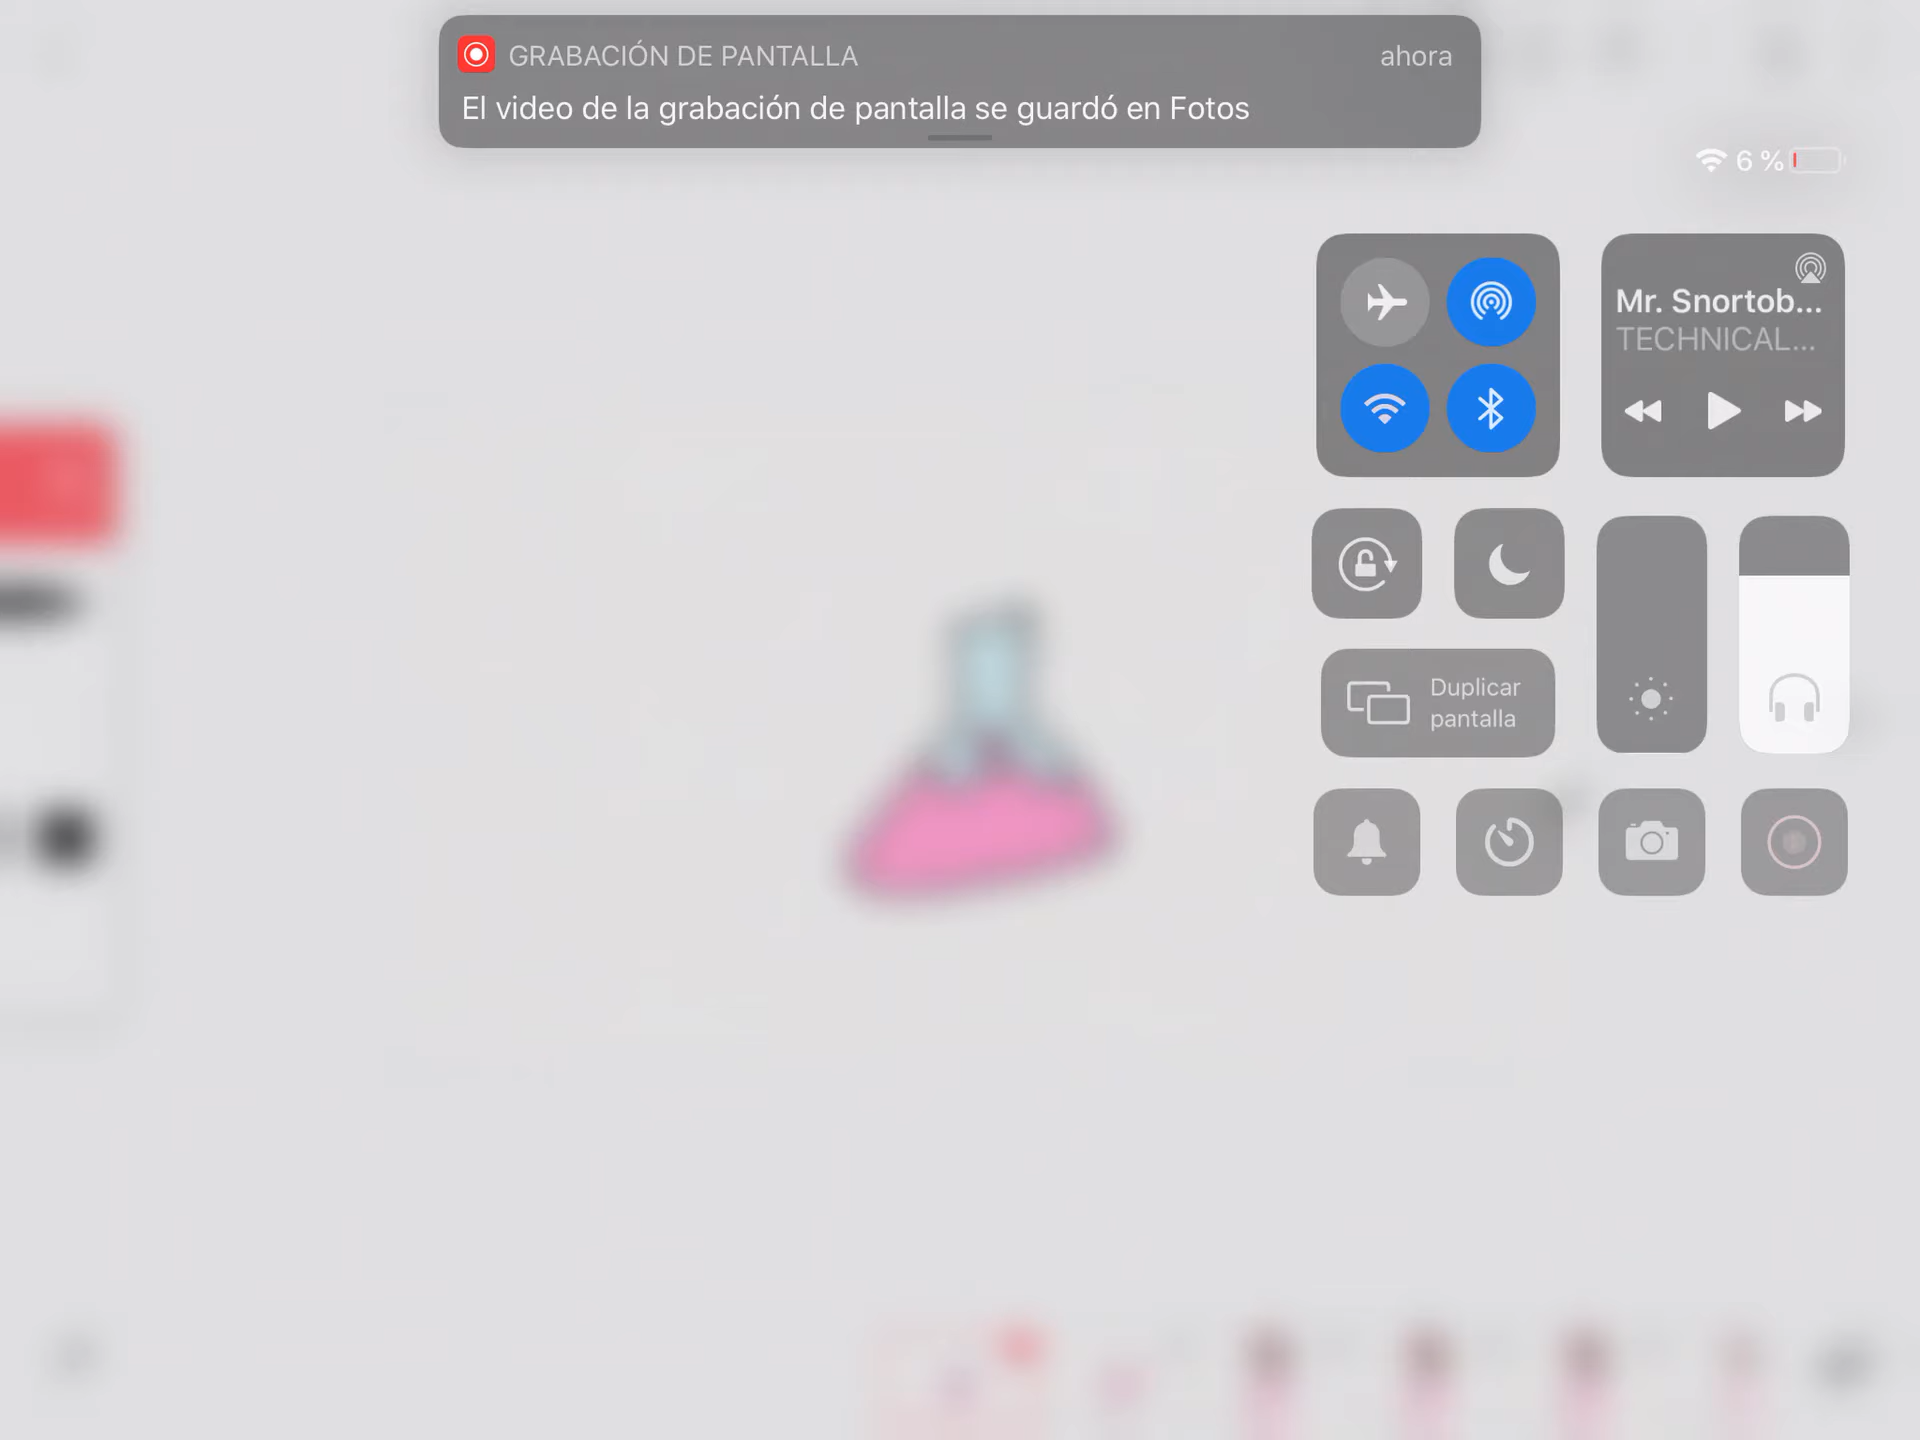 GRABACIÓN DE PANTALLA
ahora
El video de la grabación de pantalla se guardó en Fotos
6 %
Mr. Snortob...
TECHNICAL...
Duplicar
pantalla